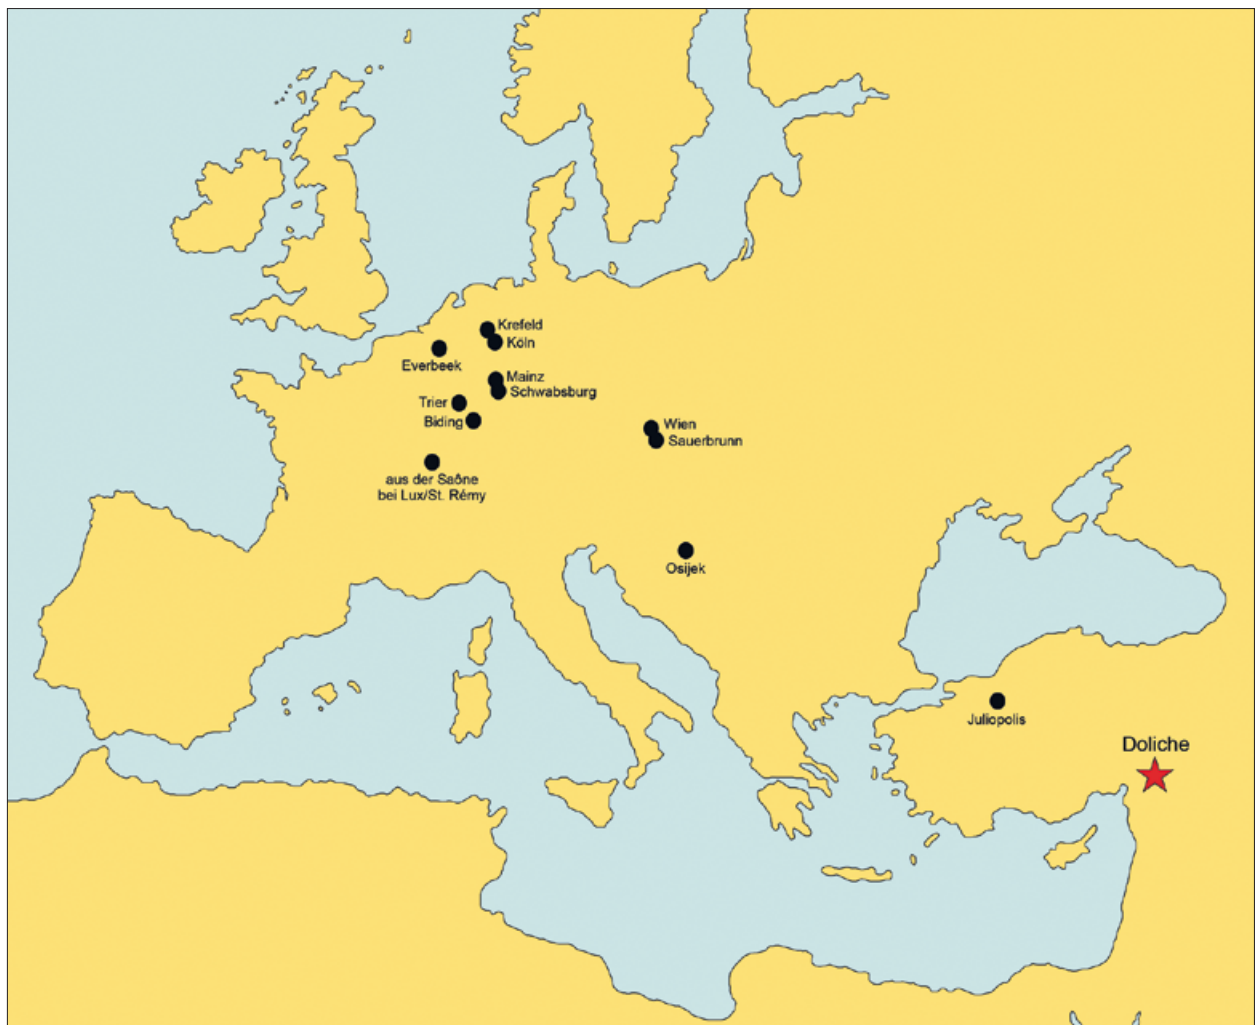 Krefeld
Köln
Everbeek
Mainz
Schwabsburg
Trier
Biding
Wien
Sauerbrunn
aus der Saône
bei Lux/St. Rémy
Osijek
Juliopolis
Doliche